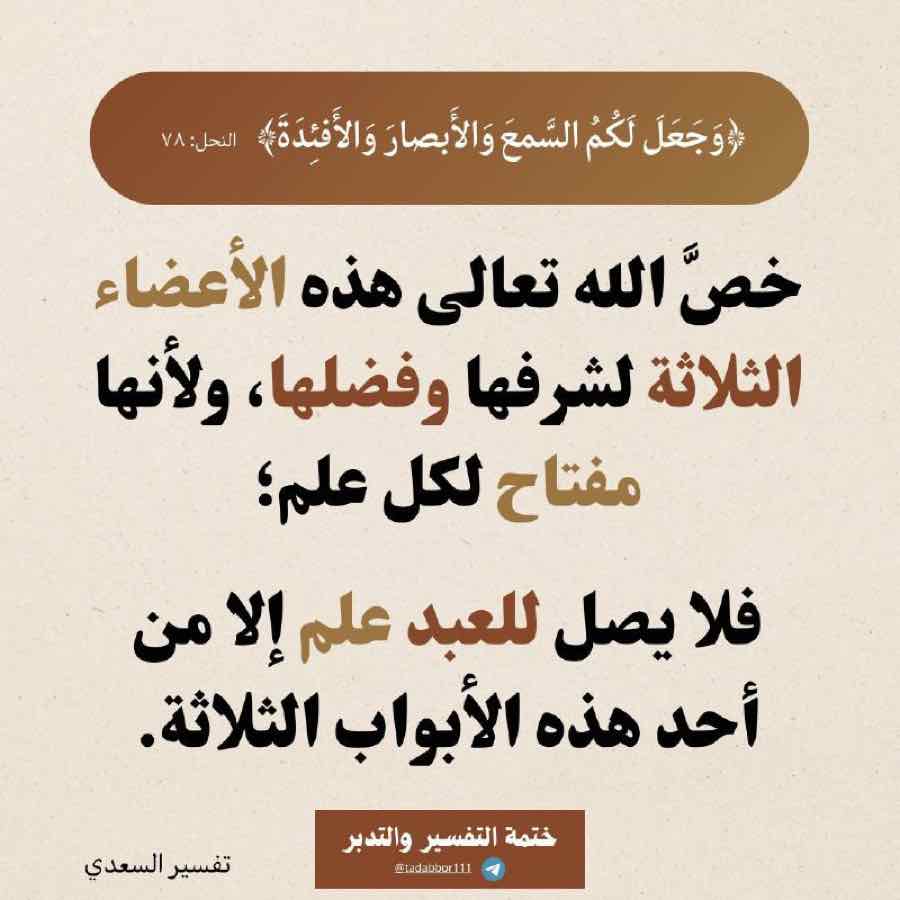 ﴿وَجَعَلَ لَكُمُ السَّمعَ وَالأَبصارَ وَالأَفئِدَةَ﴾ النحل: ٧٨
خصَّ الله تعالى هذه الأعضاء
الثلاثة لشرفها وفضلها، ولأنها
مفتاح لكل علم؛
فلا يصل للعبد علم إلا من
أحد هذه الأبواب الثلاثة.
ختمة التفسير والتدبر
@tadabbor111
تفسير السعدي